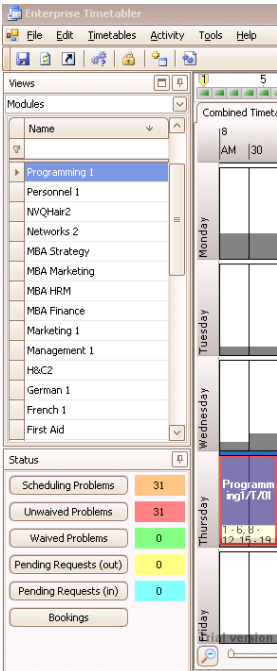 Enterprise Timetabler
File Edit Timetables Activity Tools Help
Views
Modules
Name
Programming 1
Personnel 1
NVQHair2
Networks 2
MBA Strategy
MBA Marketing
MBA HRM
MBA Finance
Marketing 1
Management 1
H&C2
German 1
French 1
First Aid
Status
Scheduling Problems 31
Unwaived Problems 31
Waived Problems 0
Pending Requests (out) 0
Pending Requests (in) 0
Bookings
1 5
Combined Timeta
8
AM 30
Monday
Tuesday
Wednesday
Thursday
Programm
ing1/T/01
1 - 6, 8 -
12, 15 - 19
Friday
Trial version